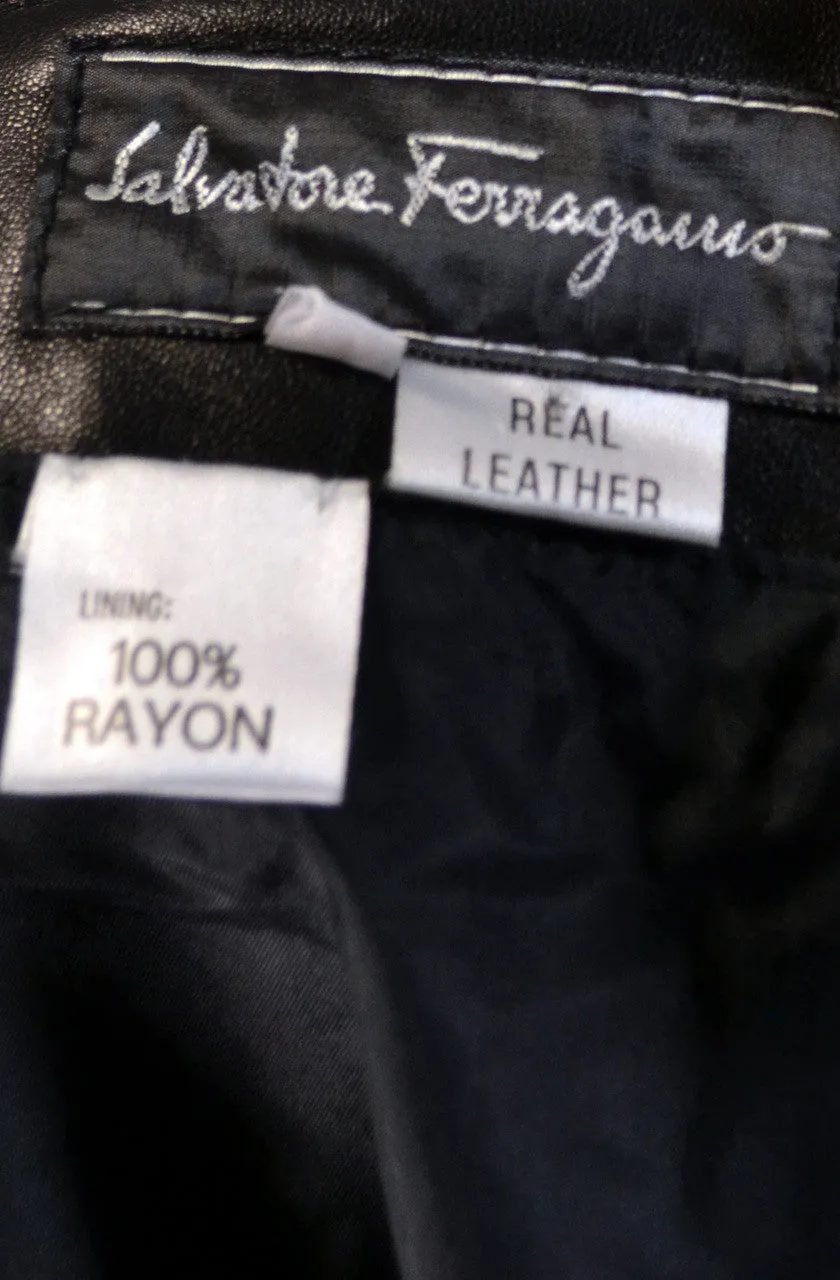 Salvatore Ferragamo
REAL
LEATHER
LINING:
100%
RAYON